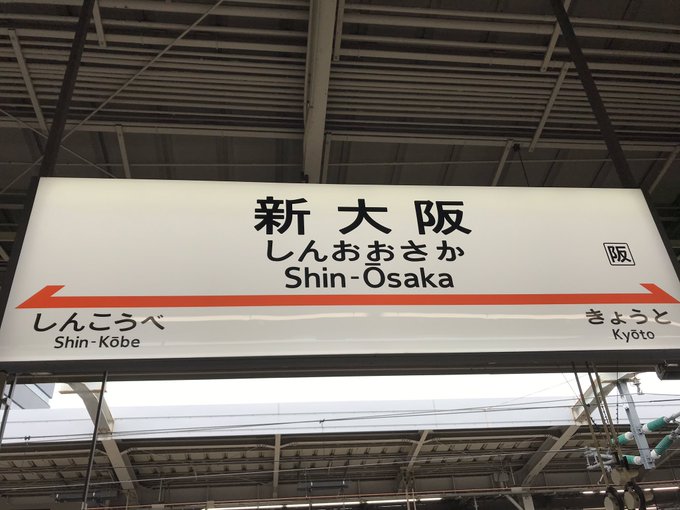 新大阪
しんおおさか
Shin-Ōsaka
阪
しんこうべ
Shin-Kōbe
きょうと
Kyōto